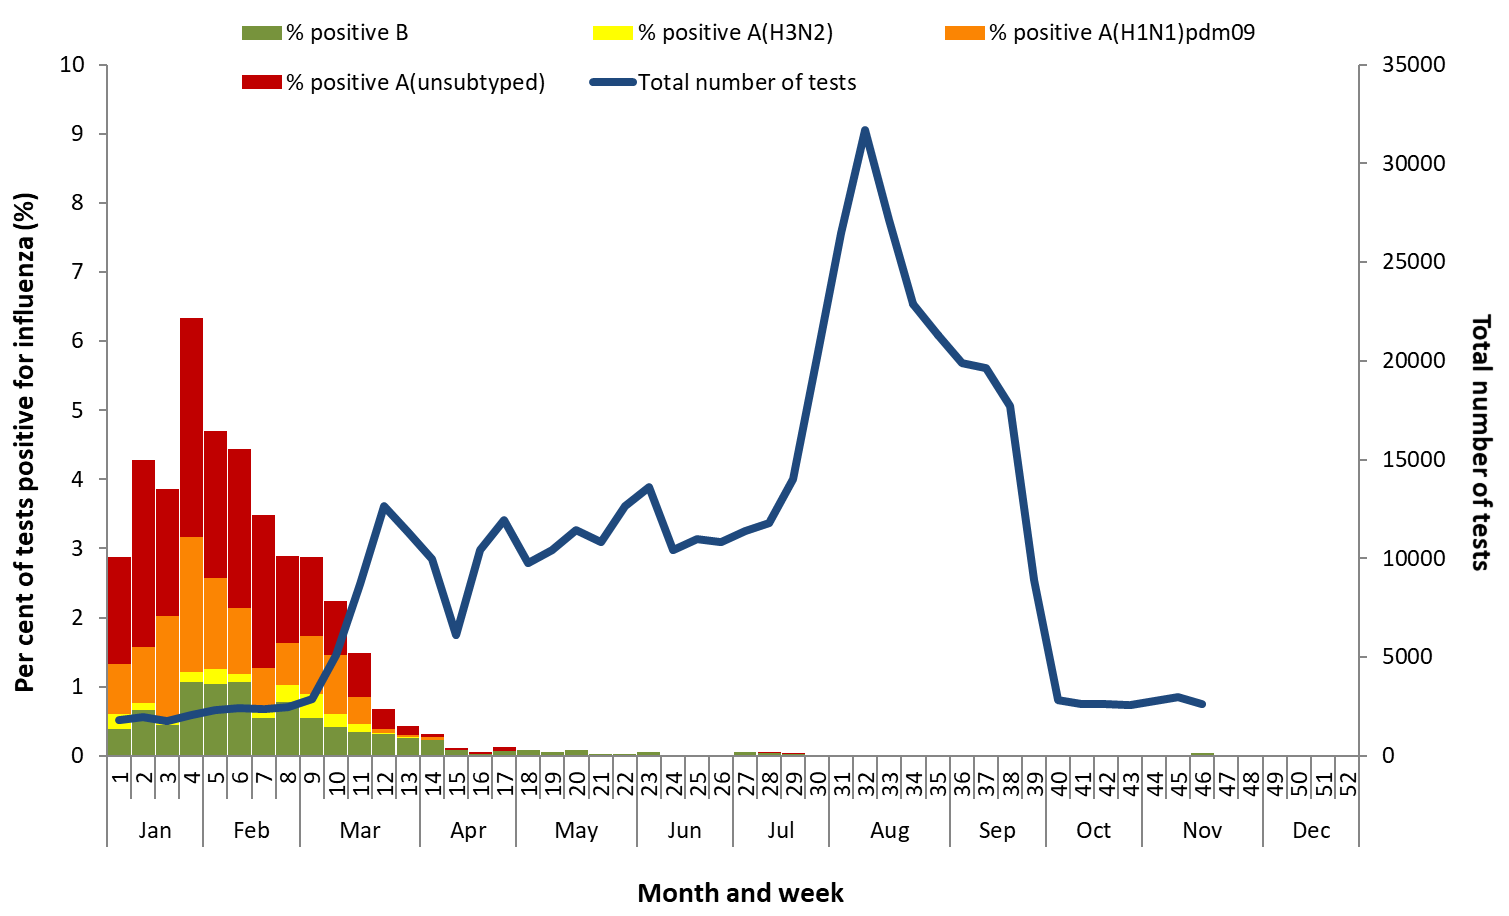 % positive B % positive A(H3N2) % positive A(H1N1)pdm09
% positive A(unsubtyped) Total number of tests
10 35000
9
30000
8
7
25000
6
20000
5
15000
4
3
10000
2
5000
1
0 0
Per cent of tests positive for influenza (%)
Total number of tests
1 2 3 4 5 6 7 8 9 10 11 12 13 14 15 16 17 18 19 20 21 22 23 24 25 26 27 28 29 30 31 32 33 34 35 36 37 38 39 40 41 42 43 44 45 46 47 48 49 50 51 52
Jan Feb Mar Apr May Jun Jul Aug Sep Oct Nov Dec
Month and week